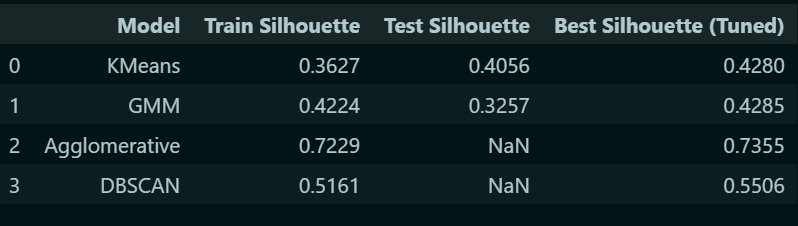 Model Train Silhouette Test Silhouette Best Silhouette (Tuned)
0 KMeans 0.3627 0.4056 0.4280
1 GMM 0.4224 0.3257 0.4285
2 Agglomerative 0.7229 NaN 0.7355
3 DBSCAN 0.5161 NaN 0.5506